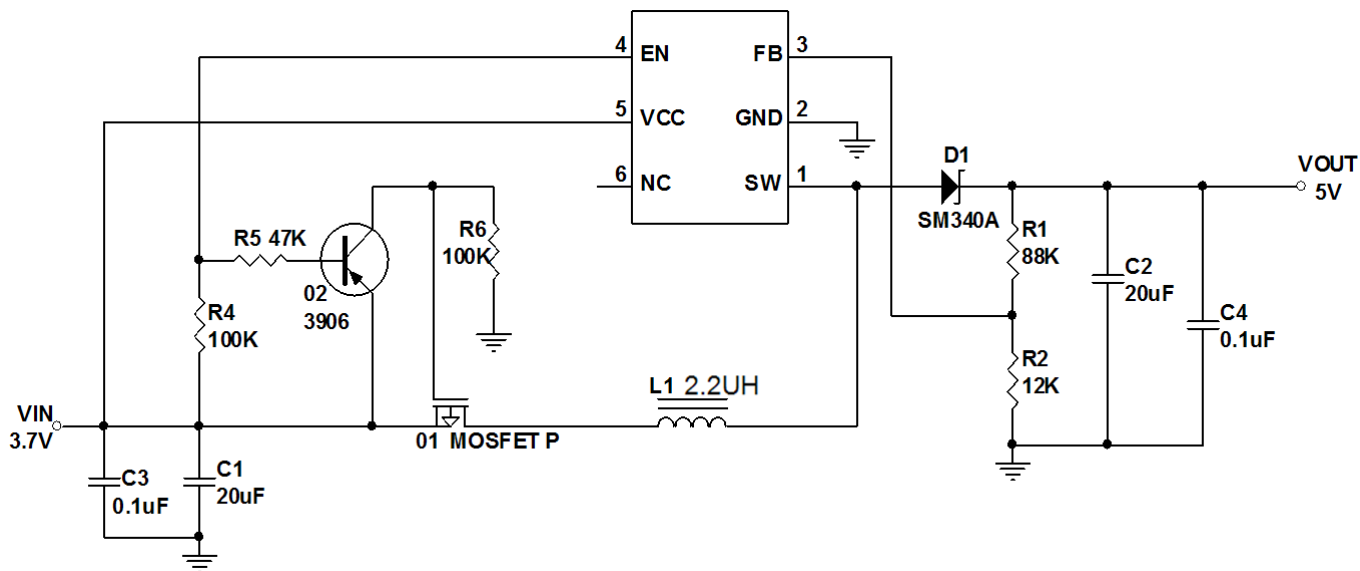 4
EN
FB
3
5
VCC
GND
2
6
NC
SW
1
D1
SM340A
VOUT
5V
R5 47K
R6
100K
02
3906
R4
100K
R1
88K
C2
20uF
C4
0.1uF
R2
12K
L1 2.2UH
VIN
3.7V
01 MOSFET P
C3
0.1uF
C1
20uF